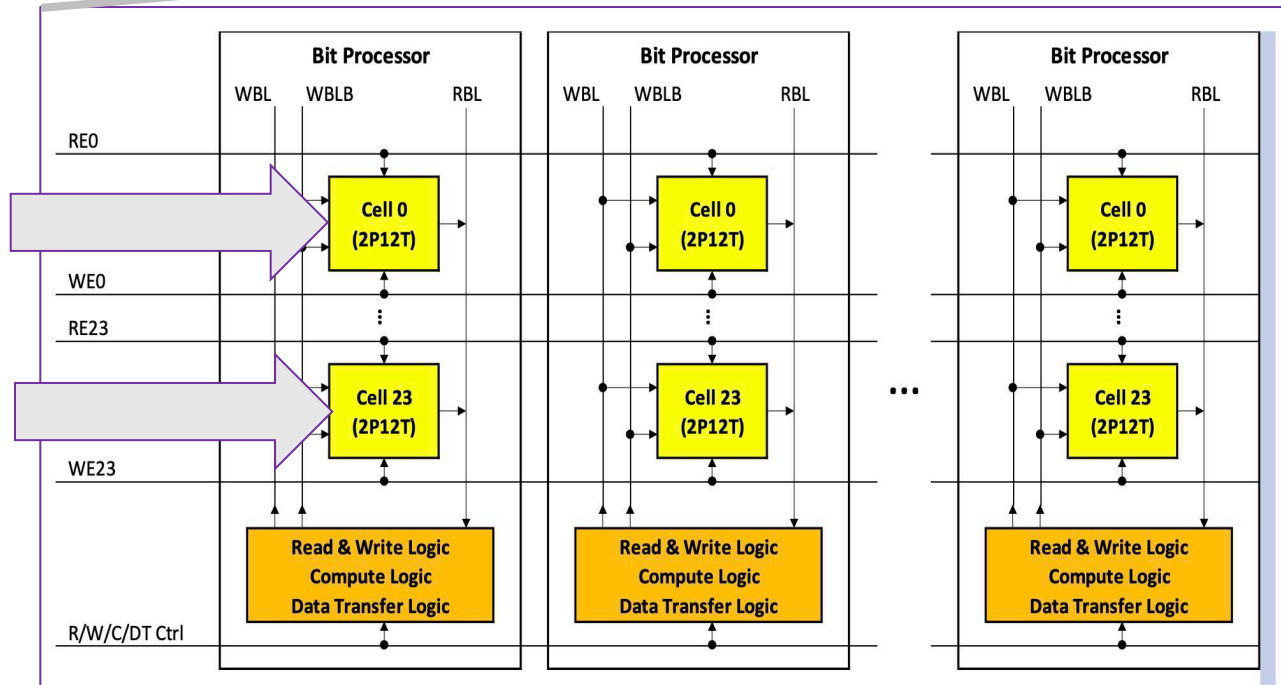 Bit Processor
Bit Processor
Bit Processor
WBL WBLB RBL
WBL WBLB RBL
WBL WBLB RBL
RE0
Cell 0
(2P12T)
Cell 0
(2P12T)
Cell 0
(2P12T)
WE0
RE23
Cell 23
(2P12T)
Cell 23
(2P12T)
...
Cell 23
(2P12T)
WE23
Read & Write Logic
Compute Logic
Data Transfer Logic
Read & Write Logic
Compute Logic
Data Transfer Logic
Read & Write Logic
Compute Logic
Data Transfer Logic
R/W/C/DT Ctrl